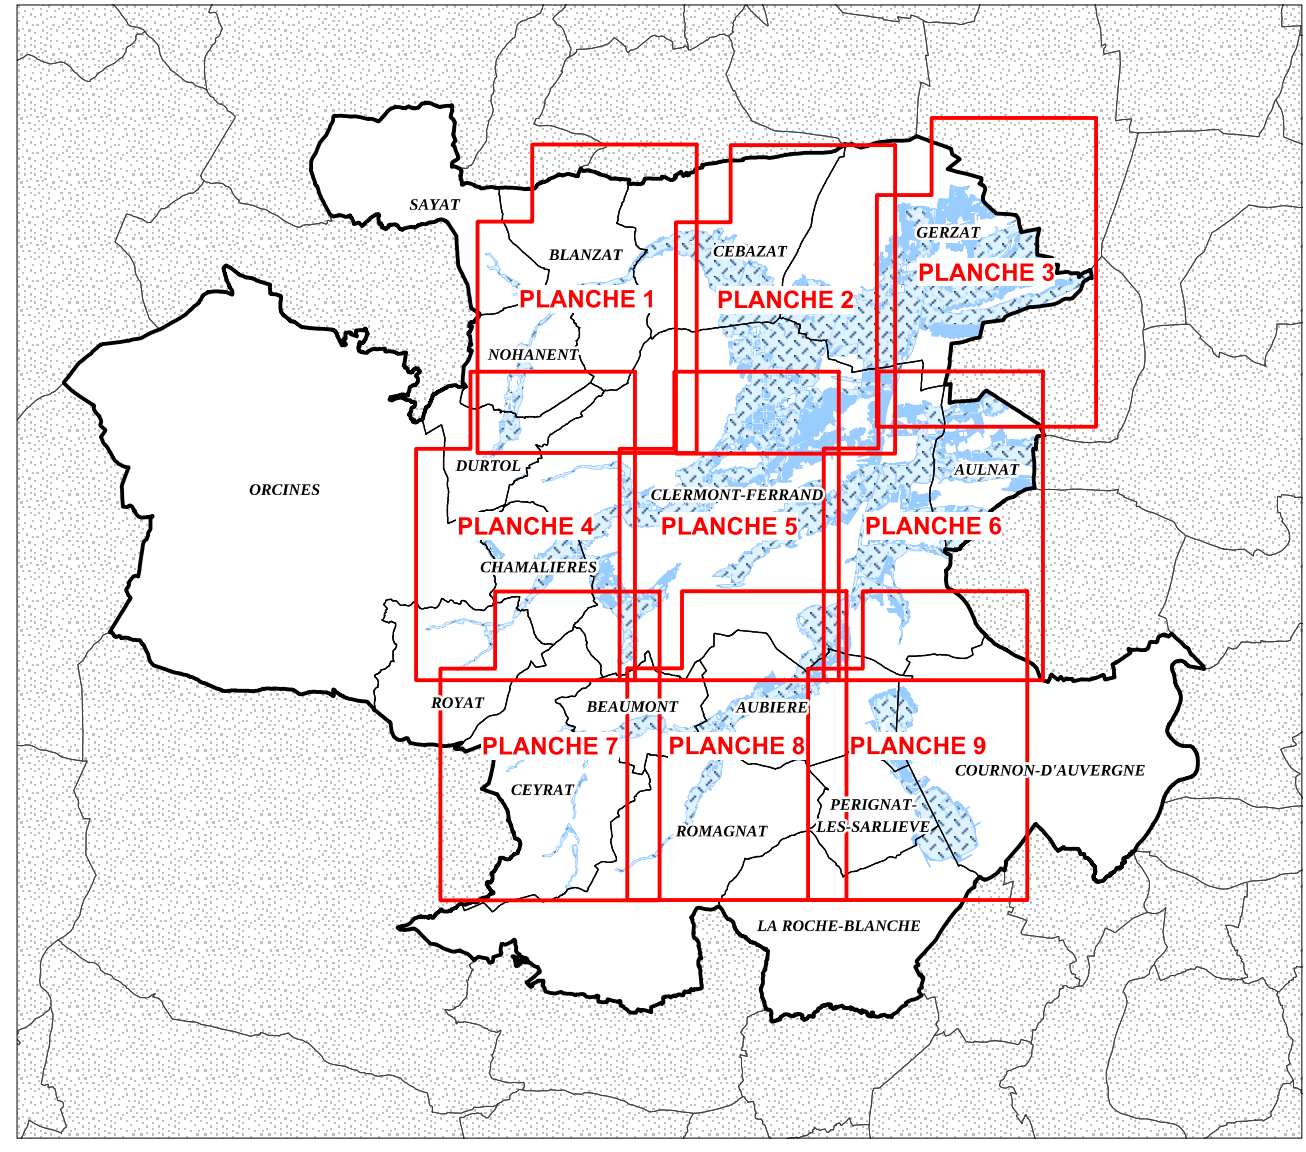 SAYAT
GERZAT
BLANZAT
CEBAZAT
PLANCHE 3
PLANCHE 1
PLANCHE 2
NOHANENT
DURTOL
AULNAT
ORCINES
CLERMONT-FERRAND
PLANCHE 4
PLANCHE 5
PLANCHE 6
CHAMALIERES
ROYAT
BEAUMONT
AUBIERE
PLANCHE 7
PLANCHE 8
PLANCHE 9
COURNON-D'AUVERGNE
CEYRAT
PERIGNAT-
LES-SARLIEVE
ROMAGNAT
LA ROCHE-BLANCHE